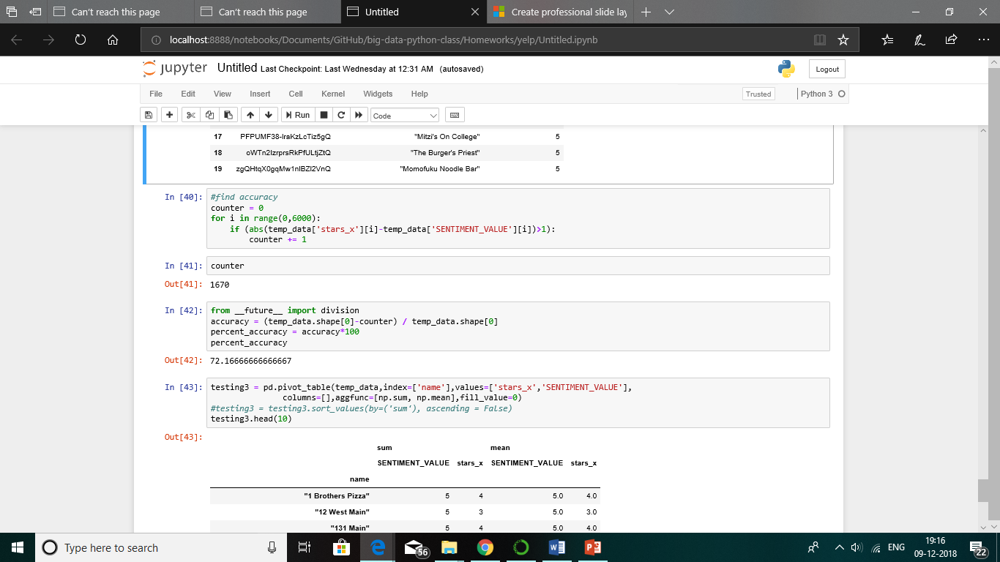 Can't reach this page
Can't reach this page
Untitled
Create professional slide lay
localhost:8888/notebooks/Documents/GitHub/big-data-python-class/Homeworks/yelp/Untitled.ipynb
jupyter Untitled Last Checkpoint: Last Wednesday at 12:31 AM (autosaved)
Logout
File Edit View Insert Cell Kernel Widgets Help
Trusted
Python 3
Run
Code
17 PFPUMF38-lraKzLcTiz5gQ "Mitzi's On College" 5
18 oWTn2IzrprsRkPfULtjZtQ "The Burger's Priest" 5
19 zgQHtqX0gqMw1nlBZI2VnQ "Momofuku Noodle Bar" 5
In [40]: #find accuracy
counter = 0
for i in range(0,6000):
if (abs(temp_data['stars_x'][i]-temp_data['SENTIMENT_VALUE'][i])>1):
counter += 1
In [41]: counter
Out[41]: 1670
In [42]: from __future__ import division
accuracy = (temp_data.shape[0]-counter) / temp_data.shape[0]
percent_accuracy = accuracy*100
percent_accuracy
Out[42]: 72.16666666666667
In [43]: testing3 = pd.pivot_table(temp_data,index=['name'],values=['stars_x','SENTIMENT_VALUE'],
columns=[],aggfunc=[np.sum, np.mean],fill_value=0)
#testing3 = testing3.sort_values(by=('sum'), ascending = False)
testing3.head(10)
Out[43]:
sum mean
SENTIMENT_VALUE stars_x SENTIMENT_VALUE stars_x
name
"1 Brothers Pizza" 5 4 5.0 4.0
"12 West Main" 5 3 5.0 3.0
"131 Main" 5 4 5.0 4.0
Type here to search
56
ENG
19:16
09-12-2018
22